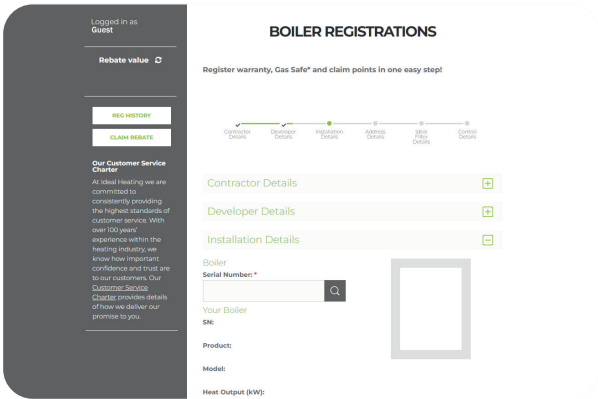 Logged in as
Guest
Rebate value
REG HISTORY
CLAIM REBATE
Our Customer Service
Charter
At Ideal Heating we are
committed to
consistently providing
the highest standards of
customer service. With
over 100 years'
experience within the
heating industry, we
know how important
confidence and trust are
to our customers. Our
Customer Service
Charter provides details
of how we deliver our
promise to you.
BOILER REGISTRATIONS
Register warranty, Gas Safe* and claim points in one easy step!
Contractor
Details
Developer
Details
Installation
Details
Address
Details
Ideal
Filter
Details
Control
Details
Contractor Details
Developer Details
Installation Details
Boiler
Serial Number: *
Your Boiler
SN:
Product:
Model:
Heat Output (kW):